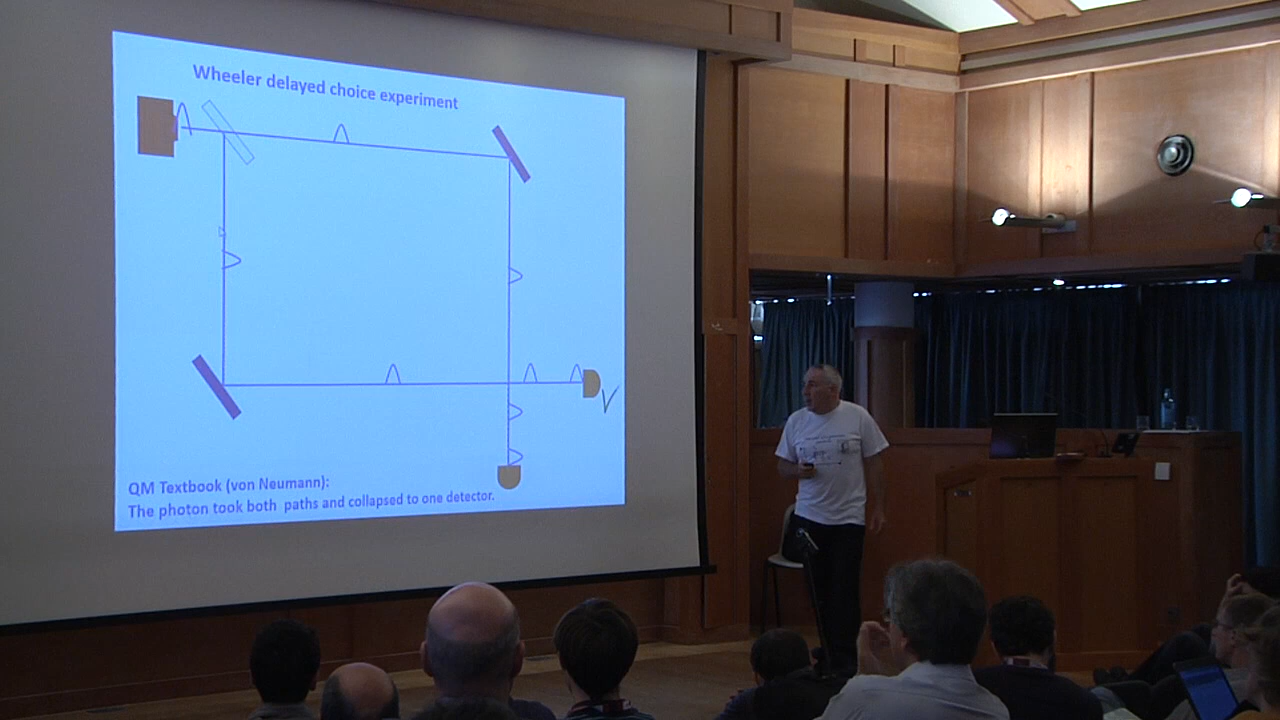 Wheeler delayed choice experiment
QM Textbook (von Neumann):
The photon took both paths and collapsed to one detector.